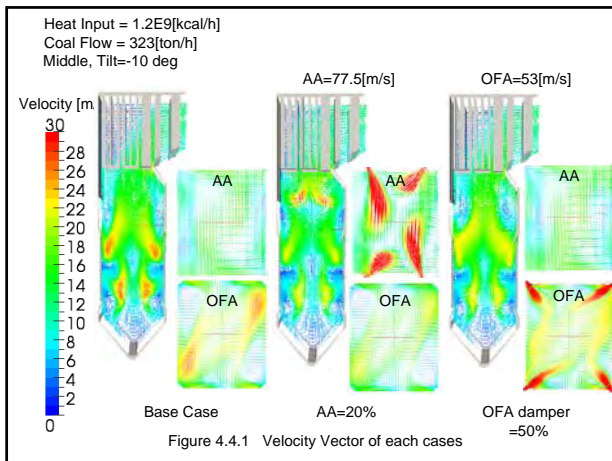 Heat Input = 1.2E9[kcal/h]
Coal Flow = 323[ton/h]
Middle, Tilt=-10 deg
AA=77.5[m/s]
OFA=53[m/s]
Velocity [m
30
28
26
24
22
20
18
16
14
12
10
8
6
4
2
0
AA
AA
AA
OFA
OFA
OFA
Base Case
AA=20%
OFA damper
=50%
Figure 4.4.1 Velocity Vector of each cases